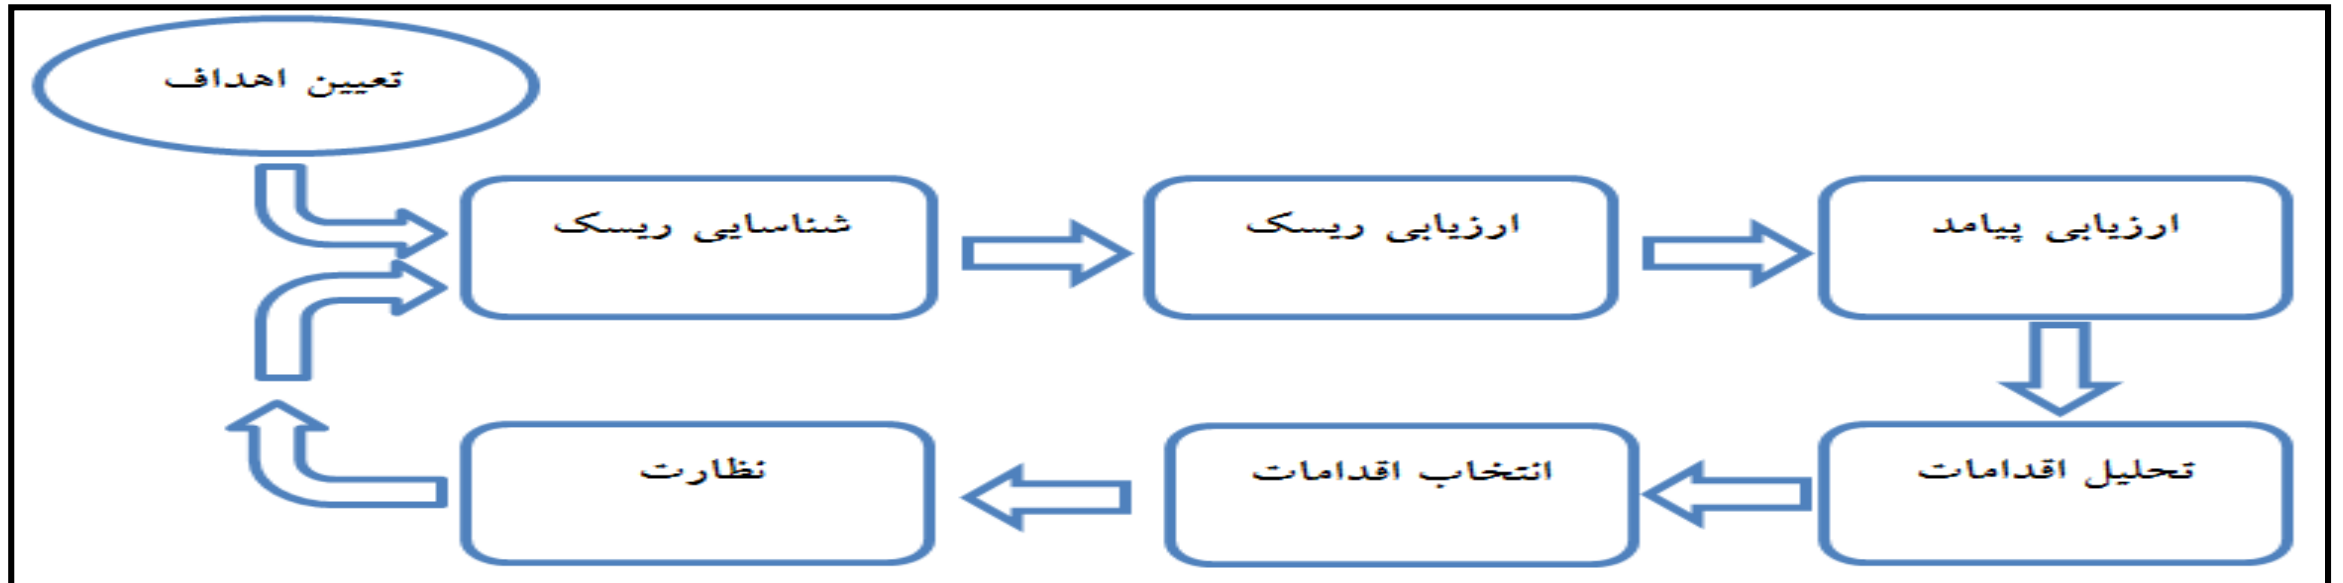 تعیین اهداف
شناسایی ریسک
ارزیابی ریسک
ارزیابی پیامد
تحلیل اقدامات
انتخاب اقدامات
نظارت